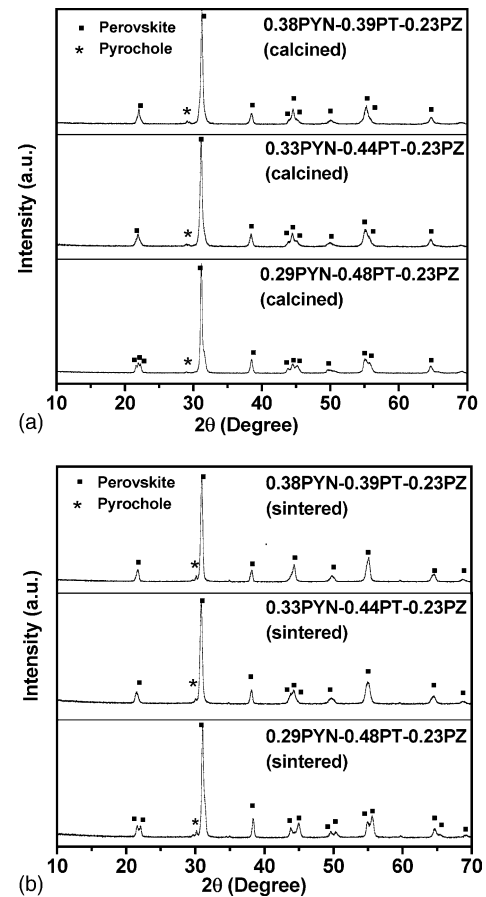 Perovskite
Pyrochole
0.38PYN-0.39PT-0.23PZ
(calcined)
0.33PYN-0.44PT-0.23PZ
(calcined)
0.29PYN-0.48PT-0.23PZ
(calcined)
Intensity (a.u.)
10 20 30 40 50 60 70
(a)
2θ (Degree)
Perovskite
Pyrochole
0.38PYN-0.39PT-0.23PZ
(sintered)
0.33PYN-0.44PT-0.23PZ
(sintered)
0.29PYN-0.48PT-0.23PZ
(sintered)
Intensity (a.u.)
10 20 30 40 50 60 70
(b)
2θ (Degree)